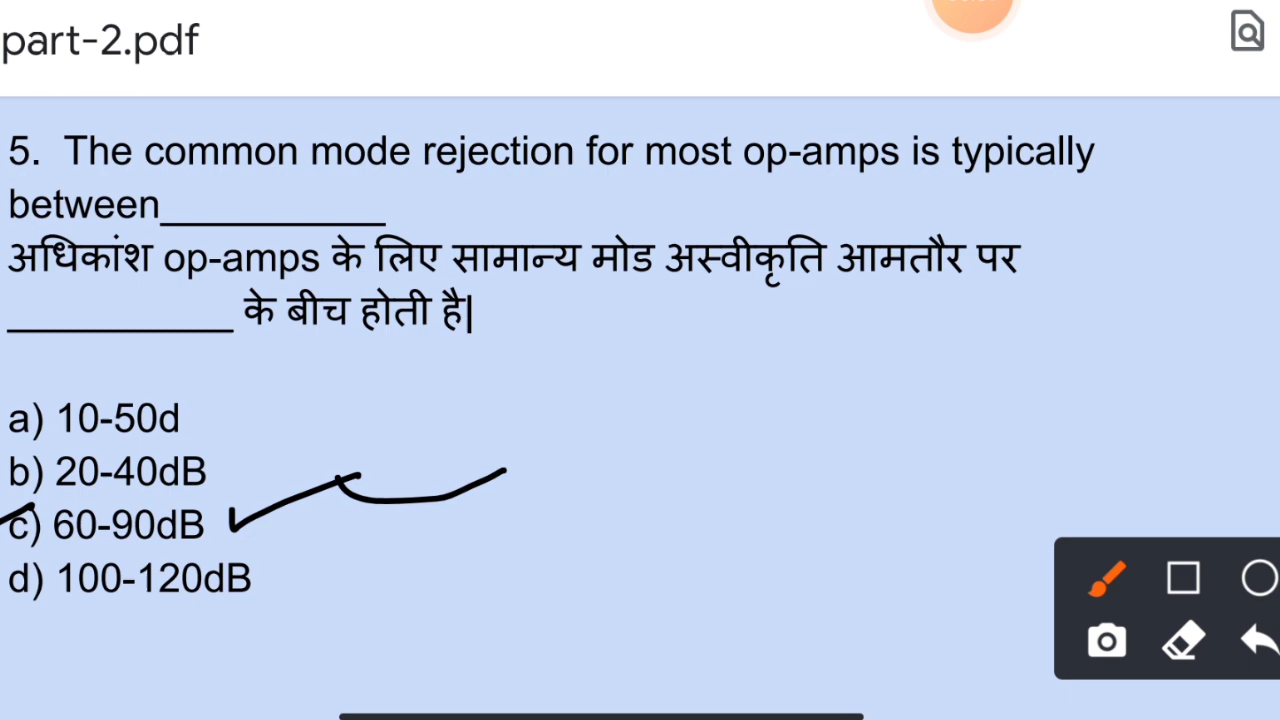 part-2.pdf
5. The common mode rejection for most op-amps is typically
between___________
अधिकांश op-amps के लिए सामान्य मोड अस्वीकृति आमतौर पर
___________ के बीच होती है|
a) 10-50d
b) 20-40dB
c) 60-90dB
d) 100-120dB